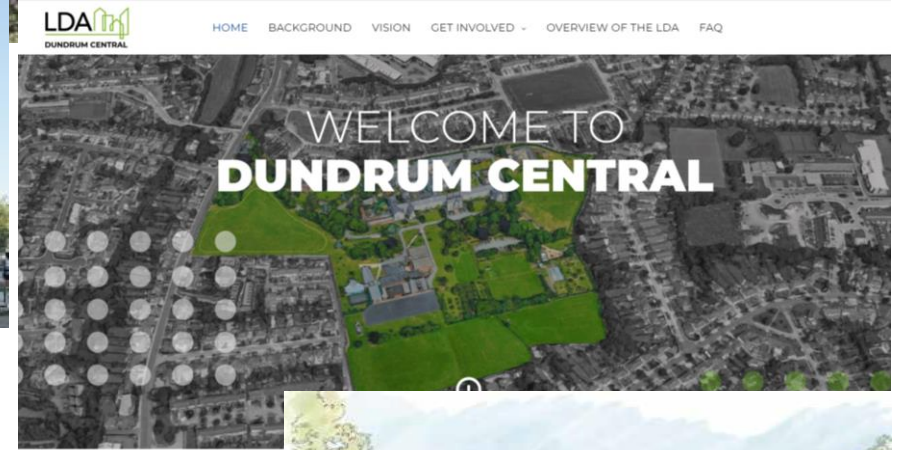 LDA
DUNDRUM CENTRAL
HOME BACKGROUND VISION GET INVOLVED OVERVIEW OF THE LDA FAQ
WELCOME TO
DUNDRUM CENTRAL